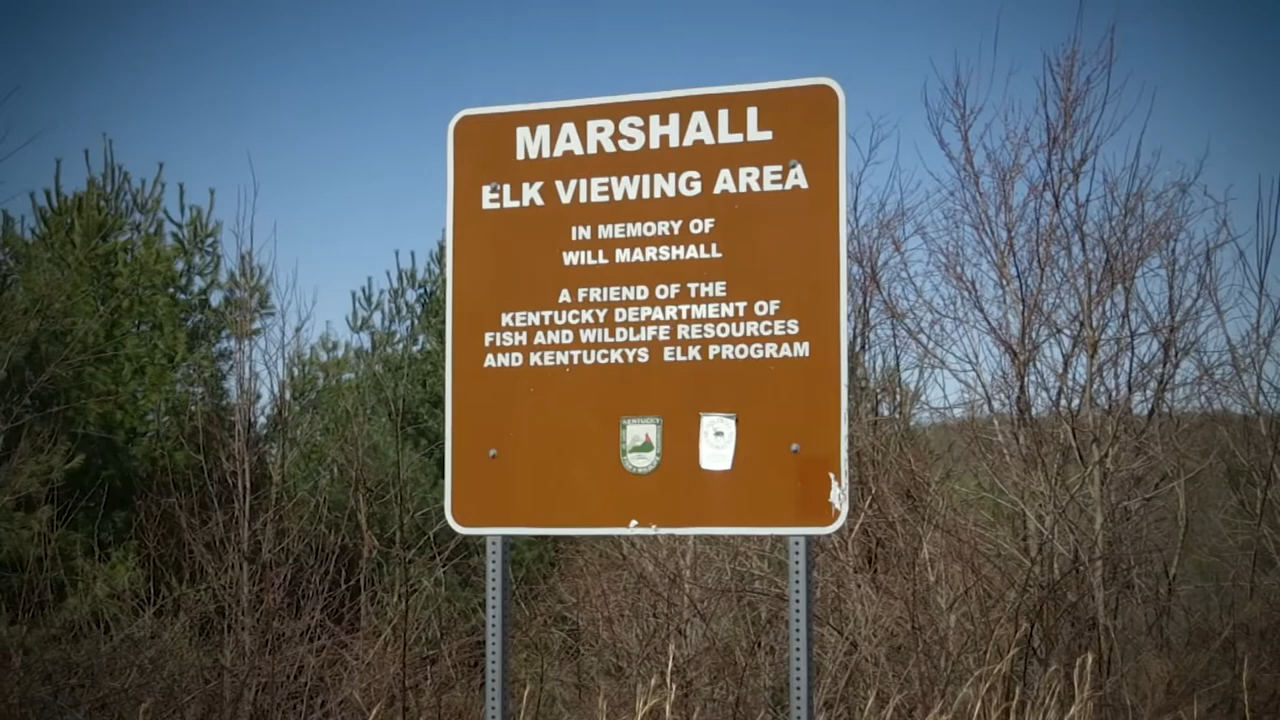 MARSHALL
ELK VIEWING AREA
IN MEMORY OF
WILL MARSHALL
A FRIEND OF THE
KENTUCKY DEPARTMENT OF
FISH AND WILDLIFE RESOURCES
AND KENTUCKYS ELK PROGRAM
KENTUCKY